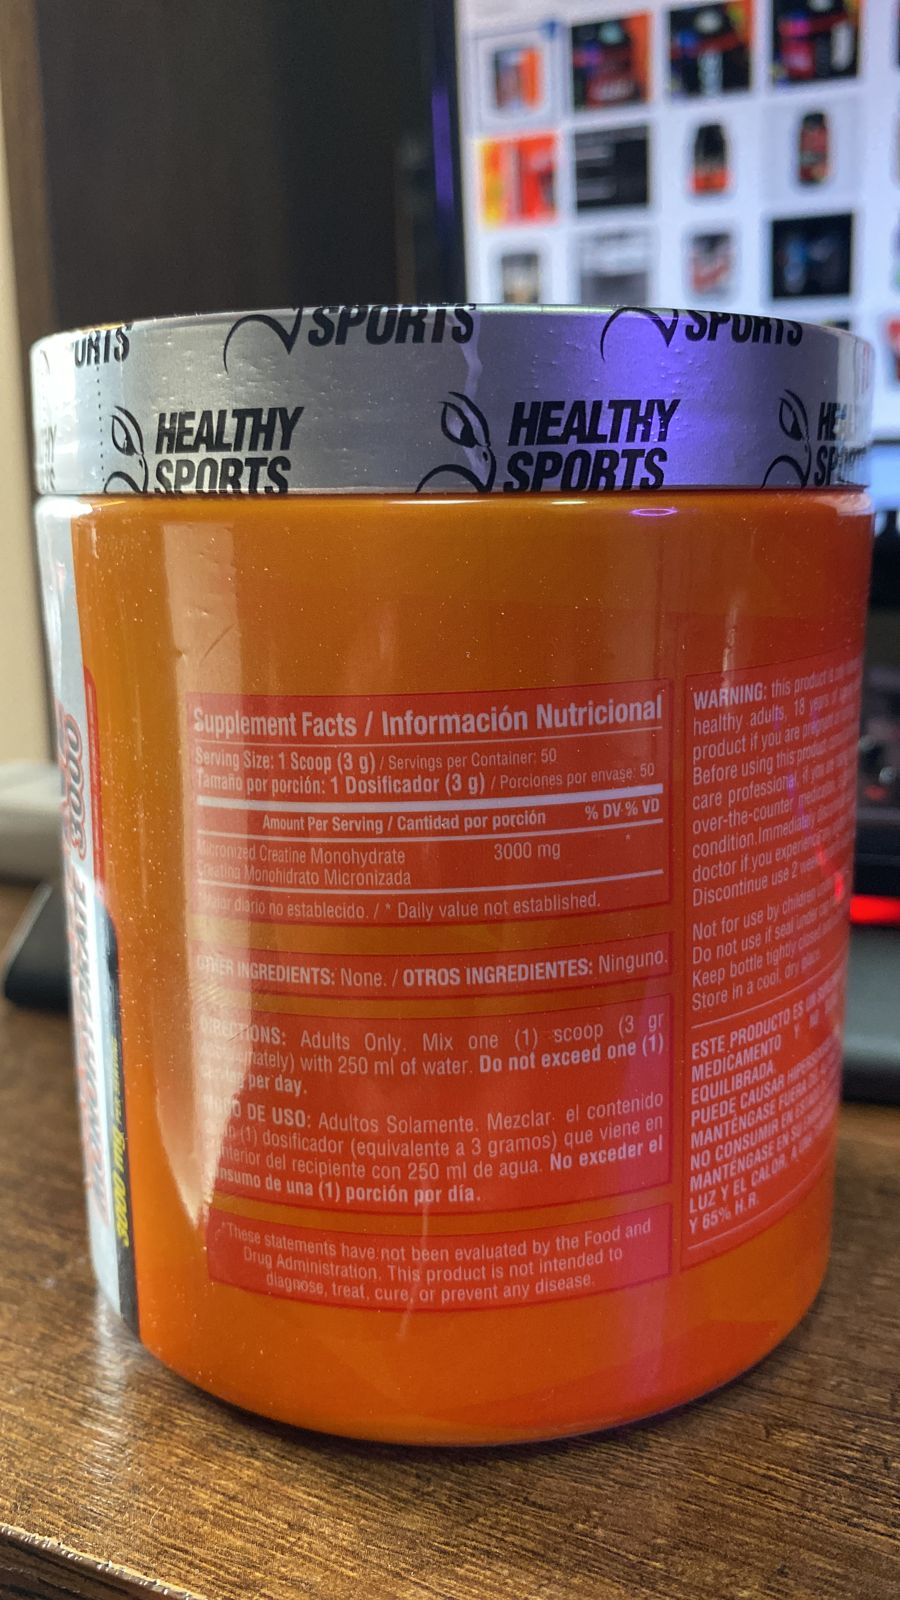 SPORTS
SPORTS
HEALTHY
SPORTS
HEALTHY
SPORTS
3000
3000 mg
Supplement Facts / Información Nutricional
Serving Size: 1 Scoop (3 g) / Servings per Container: 50
Tamaño por porción: 1 Dosificador (3 g) / Porciones por envase: 50
Amount Per Serving / Cantidad por porción % DV-% VD
Micronized Creatine Monohydrate 3000 mg *
Creatina Monohidrato Micronizada
*Valor diario no establecido. / * Daily value not established.
OTHER INGREDIENTS: None. / OTROS INGREDIENTES: Ninguno.
DIRECTIONS: Adults Only. Mix one (1) scoop (3 gr
with 250 ml of water. Do not exceed one (1)
per day.
DE USO: Adultos Solamente. Mezclar el contenido
(1) dosificador (equivalente a 3 gramos) que viene en
interior del recipiente con 250 ml de agua. No exceder el
consumo de una (1) porción por día.
*These statements have not been evaluated by the Food and
Drug Administration. This product is not intended to
diagnose, treat, cure, or prevent any disease.
WARNING: this product is only
healthy adults, 18 years of
product if you are
Before using this product
care professional, if you are
over-the-counter
condition. Immediately
doctor if you experience
Discontinue use 2 weeks
Not for use by children
Do not use if seal under
Keep bottle tightly closed
Store in a cool, dry place.
ESTE PRODUCTO ES UN
MEDICAMENTO Y NO
EQUILIBRADA.
PUEDE CAUSAR
MANTÉNGASE FUERA
NO CONSUMIR EN
MANTÉNGASE EN SU
LUZ Y EL CALOR, A
Y 65% H.R.